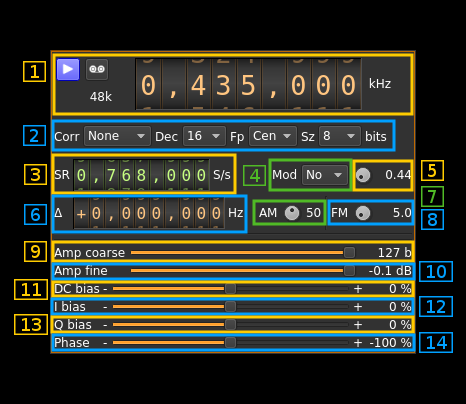 1 0,435,000 kHz
48k
2 Corr None Dec 16 Fp Cen Sz 8 bits
3 SR 0,768,000 S/s 4 Mod No 0.44 5
7
6 Δ +0,000,000 Hz AM 50 FM 5.0 8
9 Amp coarse 127 b
Amp fine -0.1 dB 10
11 DC bias - + 0 %
I bias - + 0 % 12
13 Q bias - + 0 %
Phase - + -100 % 14